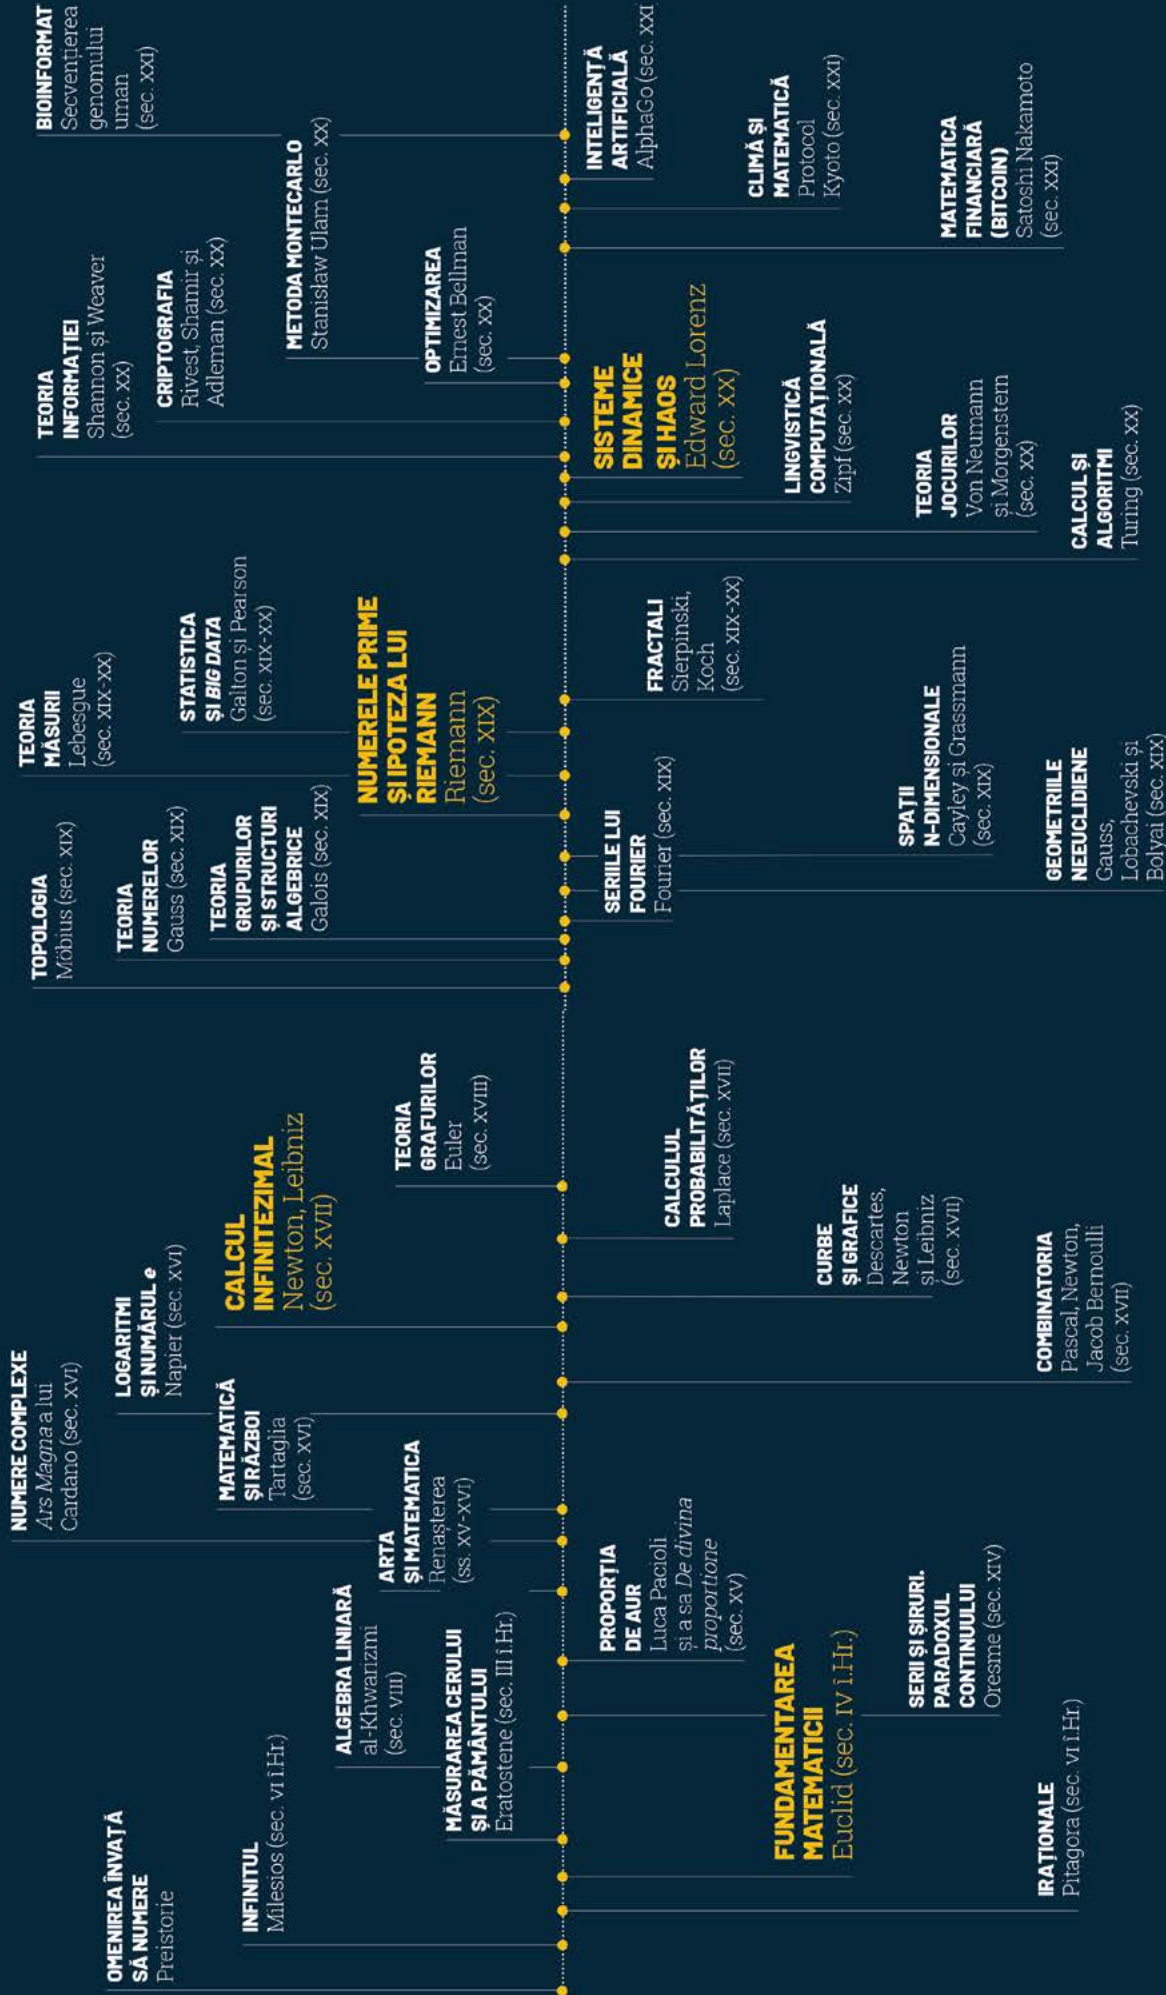 OMENIREA ÎNVAȚĂ
SĂ NUMERE
Preistorie
INFINITUL
Milesios (sec. VI î.Hr.)
IRAȚIONALE
Pitagora (sec. VI î.Hr.)
FUNDAMENTAREA
MATEMATICII
Euclid (sec. IV î.Hr.)
MĂSURAREA CERULUI
ȘI A PĂMÂNTULUI
Eratostene (sec. III î.Hr.)
ALGEBRA LINIARĂ
al-Khwarizmi
(sec. VIII)
SERII ȘI ȘIRURI.
PARADOXUL
CONTINUULUI
Oresme (sec. XIV)
PROPORȚIA
DE AUR
Luca Pacioli
și a sa De divina
proportione
(sec. XV)
ARTA
ȘI MATEMATICA
Renașterea
(ss. XV-XVI)
NUMERE COMPLEXE
Ars Magna a lui
Cardano (sec. XVI)
MATEMATICĂ
ȘI RĂZBOI
Tartaglia
(sec. XVI)
LOGARITMI
ȘI NUMĂRUL e
Napier (sec. XVI)
COMBINATORIA
Pascal, Newton,
Jacob Bernoulli
(sec. XVII)
CALCUL
INFINITEZIMAL
Newton, Leibniz
(sec. XVII)
CURBE
ȘI GRAFICE
Descartes,
Newton
și Leibniz
(sec. XVII)
CALCULUL
PROBABILITĂȚILOR
Laplace (sec. XVII)
TEORIA
GRAFURILOR
Euler
(sec. XVIII)
TOPOLOGIA
Möbius (sec. XIX)
TEORIA
NUMERELOR
Gauss (sec. XIX)
TEORIA
GRUPURILOR
ȘI STRUCTURI
ALGEBRICE
Galois (sec. XIX)
SERIILE LUI
FOURIER
Fourier (sec. XIX)
GEOMETRIILE
NEEUCLIDIENE
Gauss,
Lobachevski și
Bolyai (sec. XIX)
SPAȚII
N-DIMENSIONALE
Cayley și Grassmann
(sec. XIX)
NUMERELE PRIME
ȘI IPOTEZA LUI
RIEMANN
Riemann
(sec. XIX)
TEORIA
MĂSURII
Lebesgue
(sec. XIX-XX)
STATISTICA
ȘI BIG DATA
Galton și Pearson
(sec. XIX-XX)
FRACTALI
Sierpinski,
Koch
(sec. XIX-XX)
CALCUL ȘI
ALGORITMI
Turing (sec. XX)
TEORIA
JOCURILOR
Von Neumann
și Morgenstern
(sec. XX)
LINGVISTICĂ
COMPUTAȚIONALĂ
Zipf (sec. XX)
SISTEME
DINAMICE
ȘI HAOS
Edward Lorenz
(sec. XX)
TEORIA
INFORMAȚIEI
Shannon și Weaver
(sec. XX)
CRIPTOGRAFIA
Rivest, Shamir și
Adleman (sec. XX)
OPTIMIZAREA
Ernest Bellman
(sec. XX)
METODA MONTECARLO
Stanisław Ulam (sec. XX)
MATEMATICA
FINANCIARĂ
(BITCOIN)
Satoshi Nakamoto
(sec. XXI)
CLIMĂ ȘI
MATEMATICĂ
Protocol
Kyoto (sec. XXI)
INTELIGENȚĂ
ARTIFICIALĂ
AlphaGo (sec. XXI
BIOINFORMAT
Secvențierea
genomului
uman
(sec. XXI)